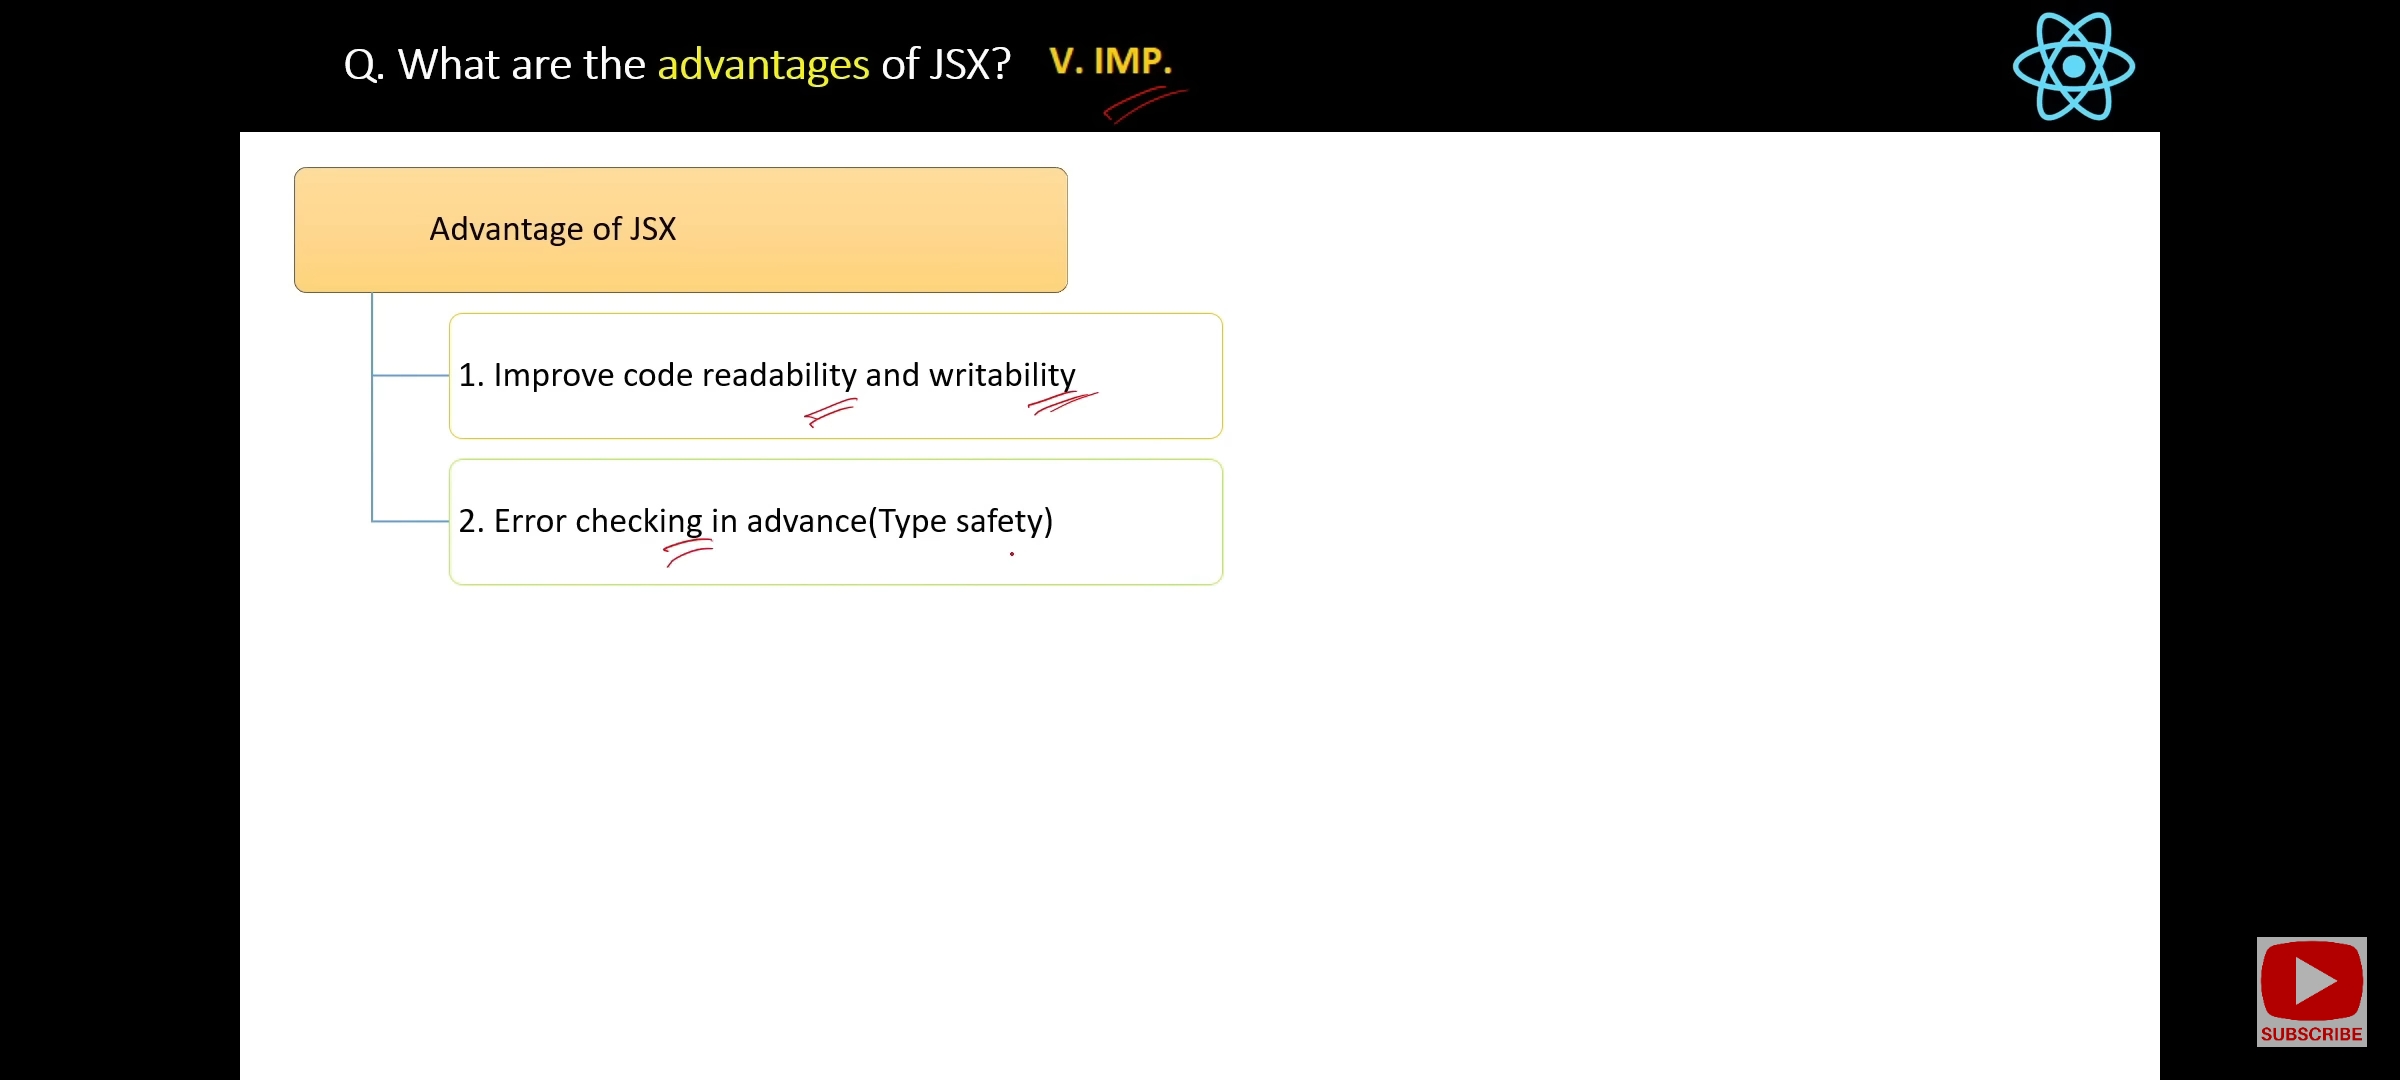 Q. What are the advantages of JSX? V. IMP.
Advantage of JSX
1. Improve code readability and writability
2. Error checking in advance(Type safety)
SUBSCRIBE